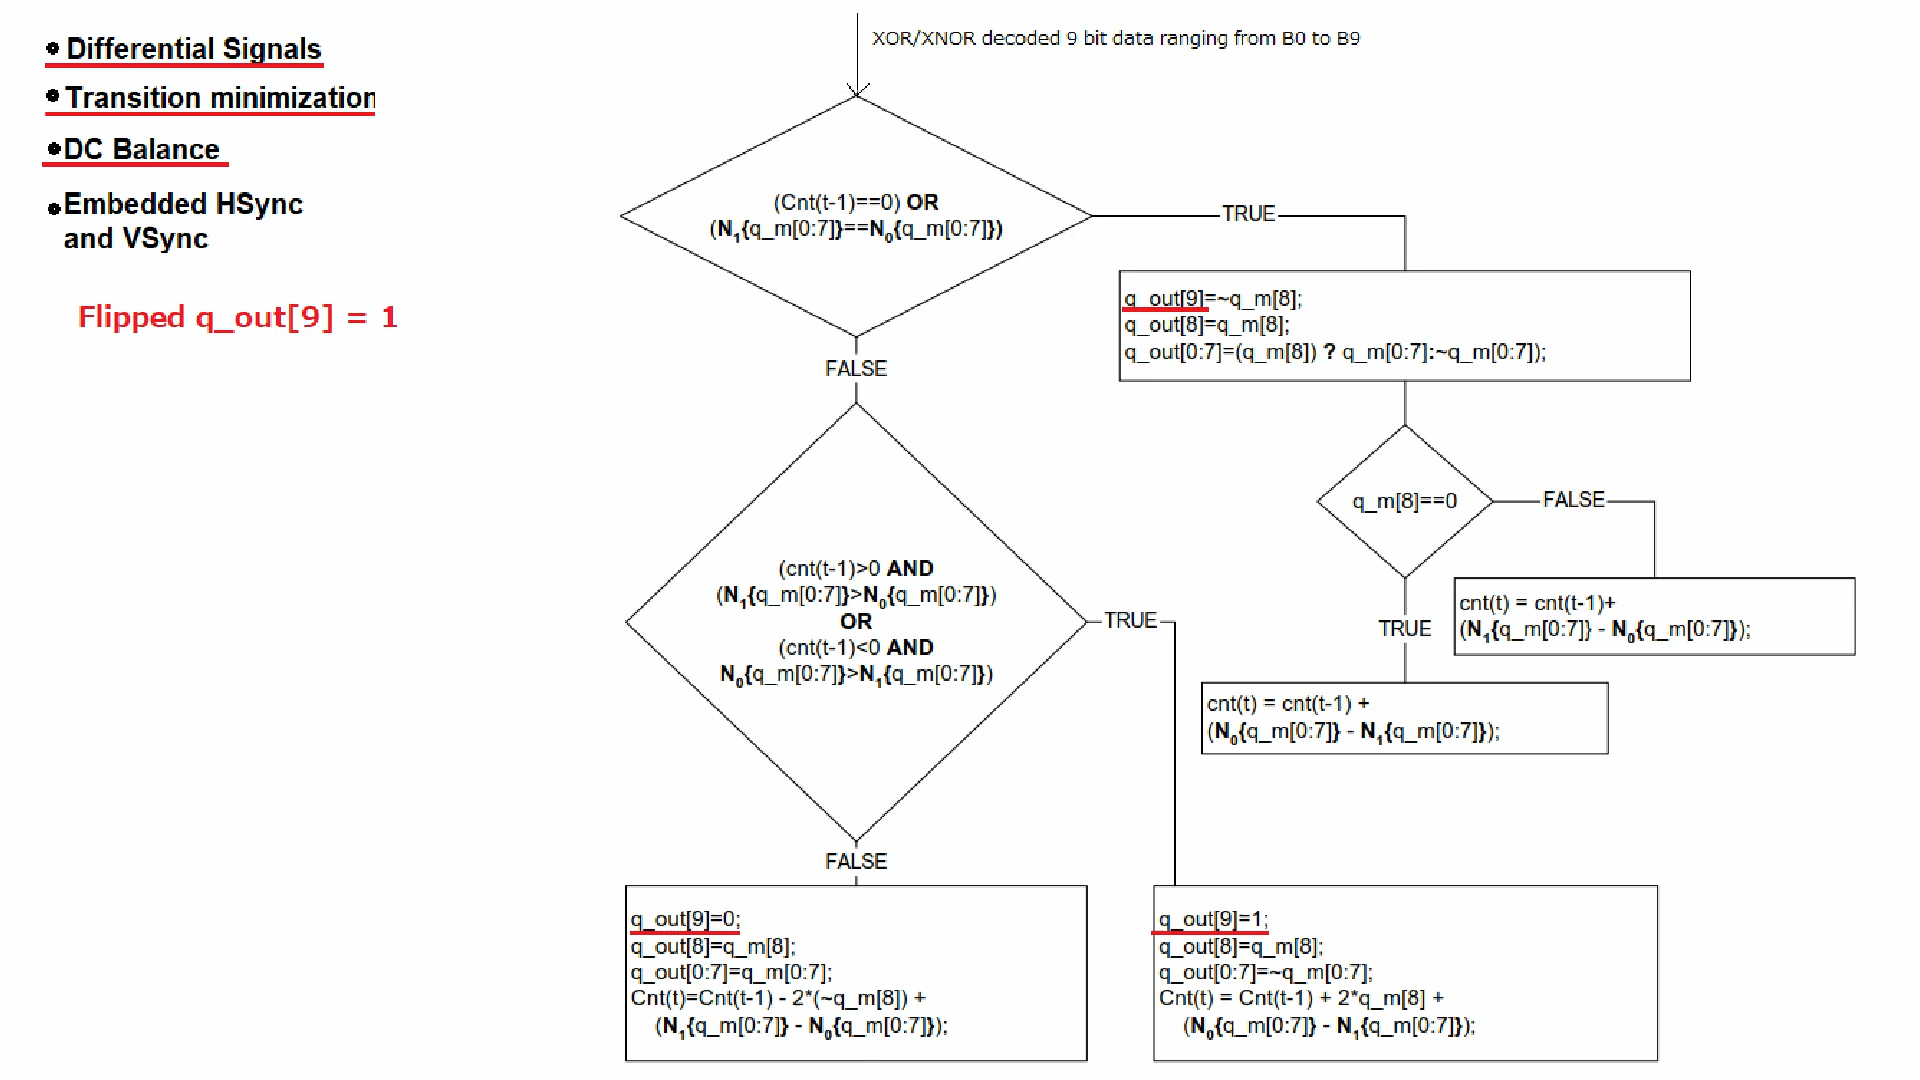 Differential Signals
Transition minimization
DC Balance
Embedded HSync
and VSync
Flipped q_out[9] = 1
XOR/XNOR decoded 9 bit data ranging from B0 to B9
(Cnt(t-1)==0) OR
(N1{q_m[0:7]}==N0{q_m[0:7]})
TRUE
q_out[9]=~q_m[8];
q_out[8]=q_m[8];
q_out[0:7]=(q_m[8]) ? q_m[0:7]:~q_m[0:7]);
FALSE
q_m[8]==0
FALSE
cnt(t) = cnt(t-1)+
(N1{q_m[0:7]} - N0{q_m[0:7]});
TRUE
cnt(t) = cnt(t-1) +
(N0{q_m[0:7]} - N1{q_m[0:7]});
(cnt(t-1)>0 AND
(N1{q_m[0:7]}>N0{q_m[0:7]})
OR
(cnt(t-1)<0 AND
N0{q_m[0:7]}>N1{q_m[0:7]})
TRUE
FALSE
q_out[9]=0;
q_out[8]=q_m[8];
q_out[0:7]=q_m[0:7];
Cnt(t)=Cnt(t-1) - 2*(~q_m[8]) +
(N1{q_m[0:7]} - N0{q_m[0:7]});
q_out[9]=1;
q_out[8]=q_m[8];
q_out[0:7]=~q_m[0:7];
Cnt(t) = Cnt(t-1) + 2*q_m[8] +
(N0{q_m[0:7]} - N1{q_m[0:7]});